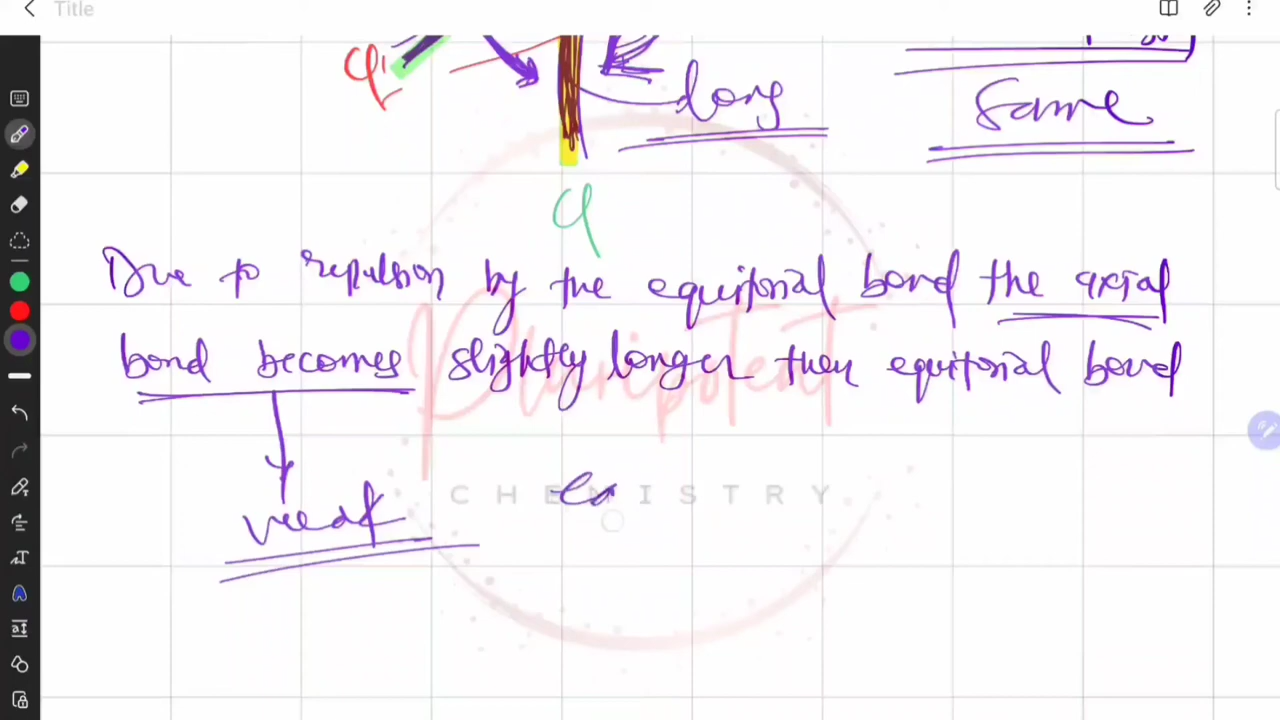 Title
Cl
long
Same
Cl
Due to repulsion by the equitorial bond the axial
bond becomes slightly longer then equitorial bond
weak
Pluripotent
CHEMISTRY